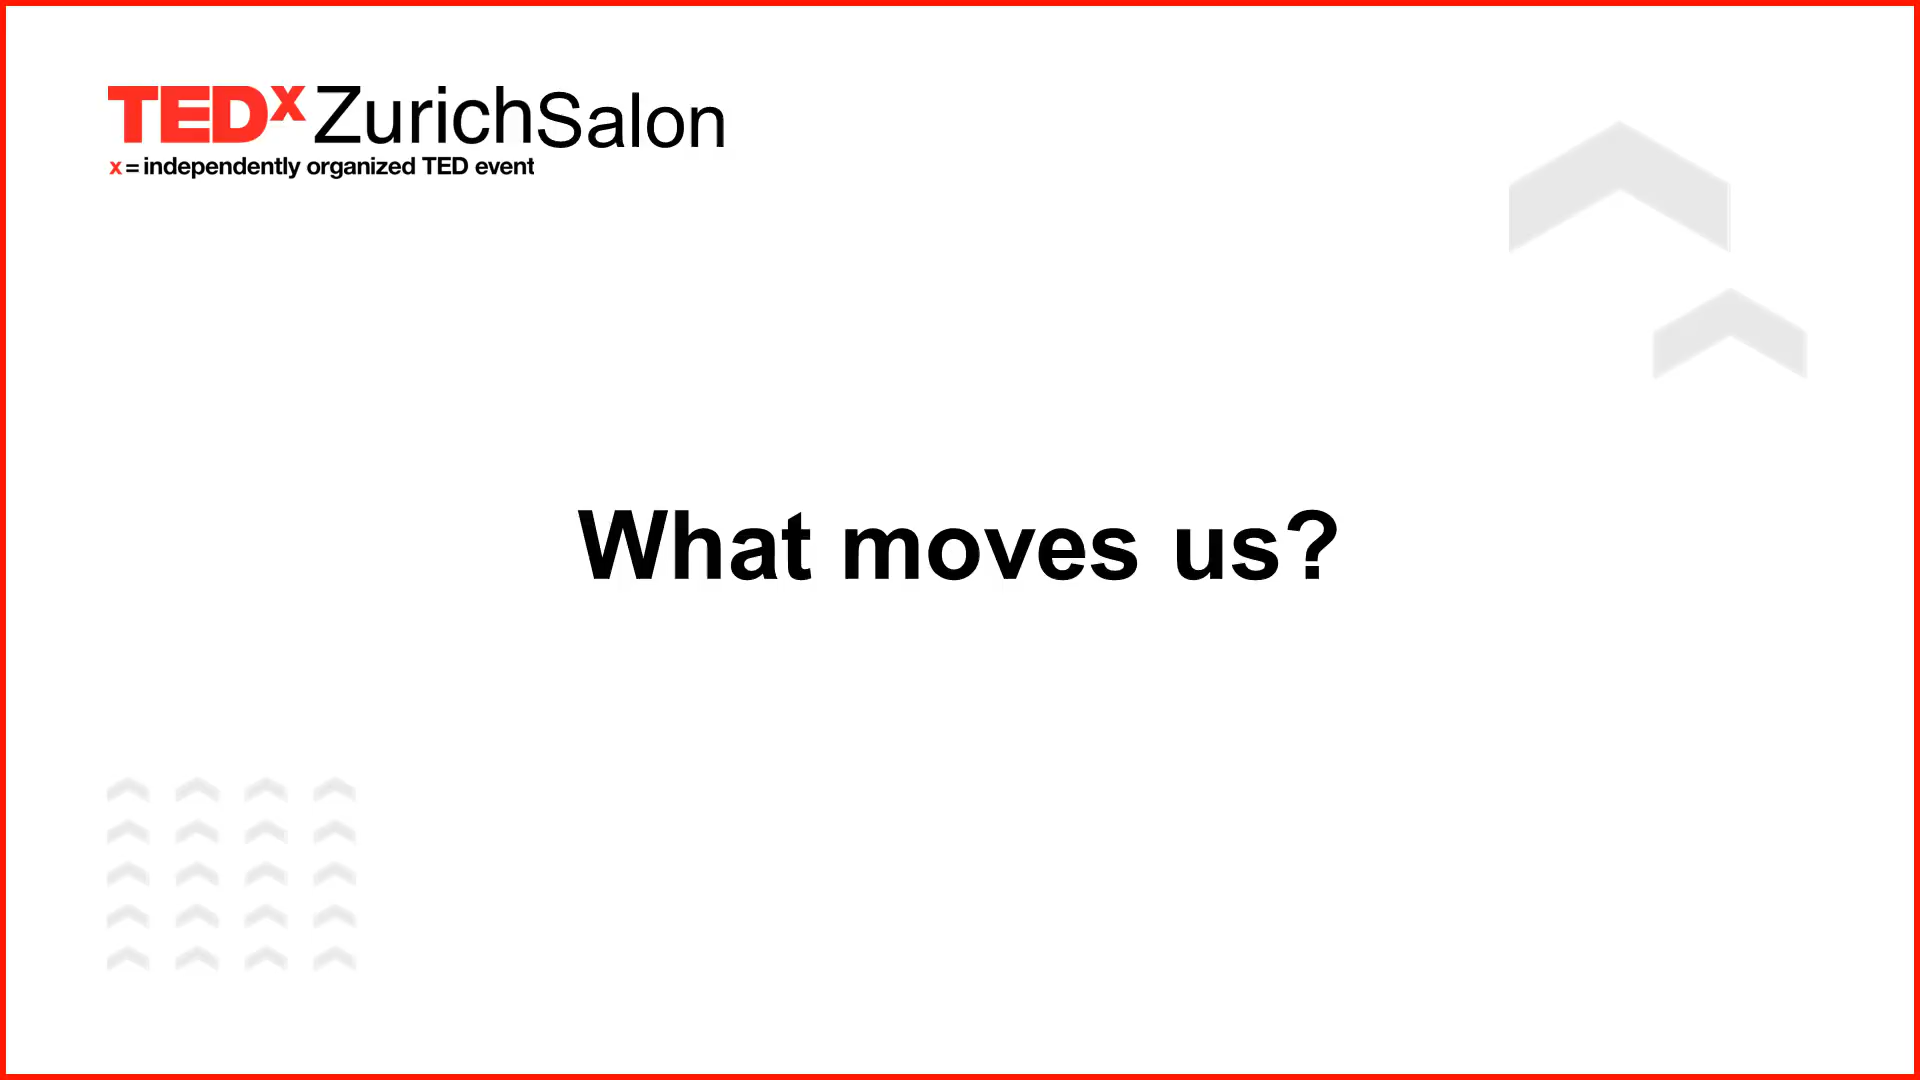 TEDx ZurichSalon
x = independently organized TED event
What moves us?